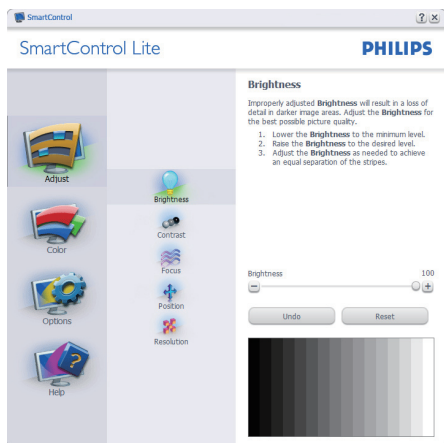 SmartControl
SmartControl Lite
PHILIPS
Adjust
Color
Options
Help
Brightness
Contrast
Focus
Position
Resolution
Brightness
Improperly adjusted Brightness will result in a loss of
detail in darker image areas. Adjust the Brightness for
the best possible picture quality.
1. Lower the Brightness to the minimum level.
2. Raise the Brightness to the desired level.
3. Adjust the Brightness as needed to achieve
an equal separation of the stripes.
Brightness 100
Undo Reset